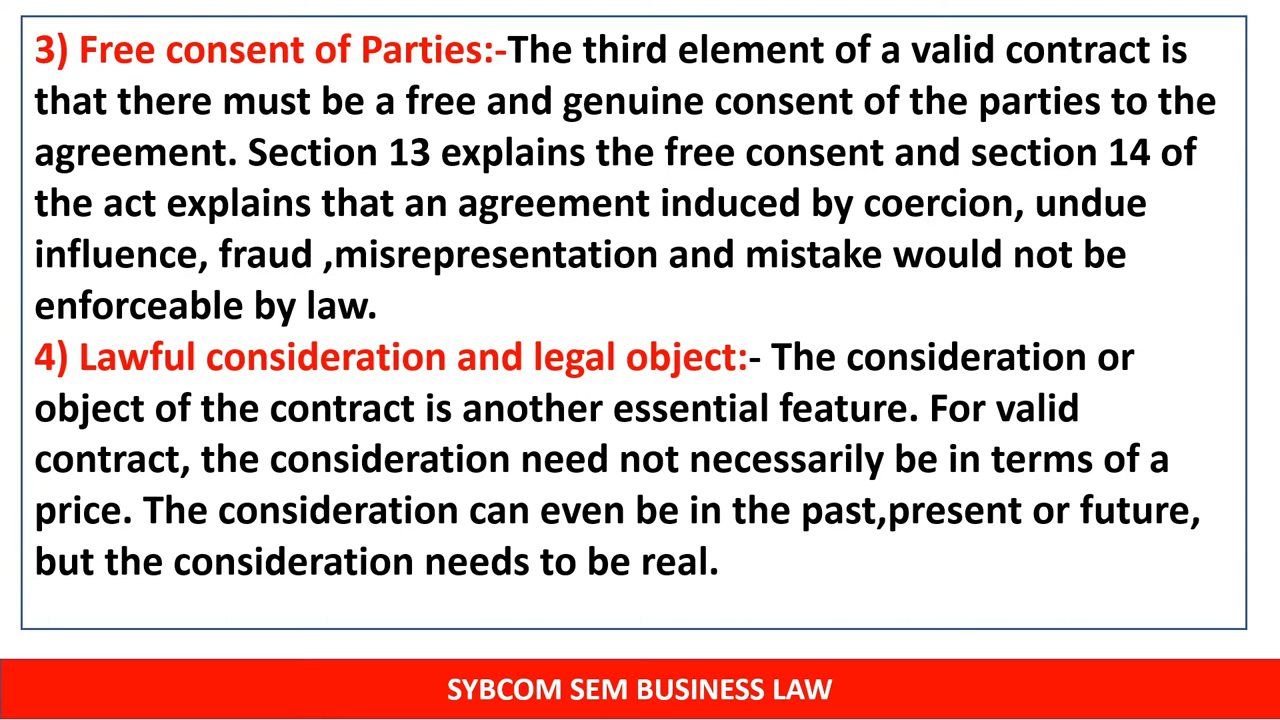 3) Free consent of Parties:-The third element of a valid contract is
that there must be a free and genuine consent of the parties to the
agreement. Section 13 explains the free consent and section 14 of
the act explains that an agreement induced by coercion, undue
influence, fraud ,misrepresentation and mistake would not be
enforceable by law.
4) Lawful consideration and legal object:- The consideration or
object of the contract is another essential feature. For valid
contract, the consideration need not necessarily be in terms of a
price. The consideration can even be in the past,present or future,
but the consideration needs to be real.
SYBCOM SEM BUSINESS LAW